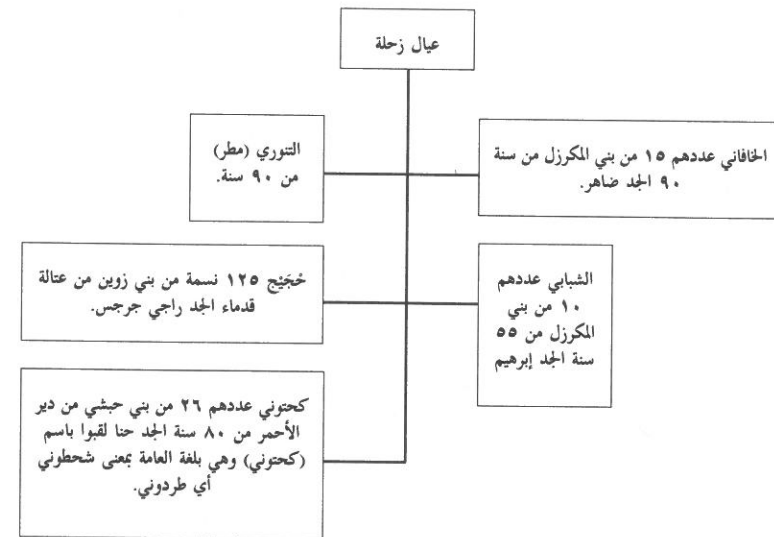 عيال زحلة
الخافاني عددهم ١٥ من بني المكرزل من سنة
٩٠ الجد ضاهر.
التنوري (مطر)
من ٩٠ سنة.
الشبابي عددهم
١٠ من بني
المكرزل من ٥٥
سنة الجد إبرهيم
حُجَيْج ١٢٥ نسمة من بني زوين من عتالة
قدماء الجد راجي جرجس.
كحتوني عددهم ٢٦ من بني حبشي من دير
الأحمر من ٨٠ سنة الجد حنا لقبوا باسم
(كحتوني) وهي بلغة العامة بمعنى شحطوني
أي طردوني.